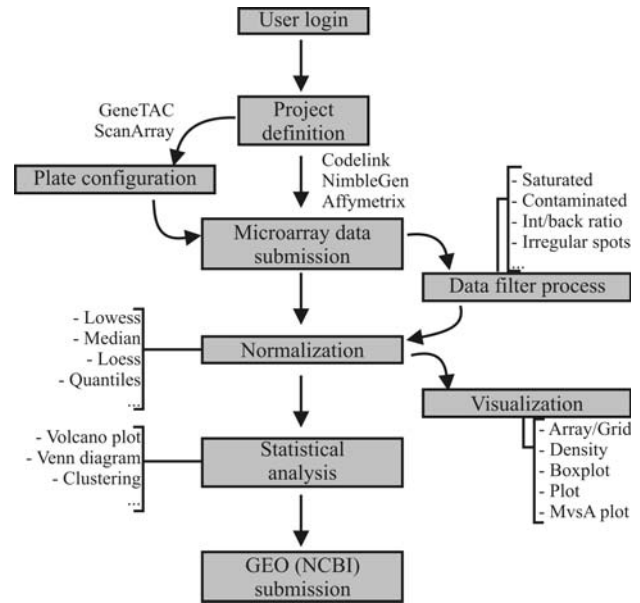 User login
GeneTAC
ScanArray
Project
definition
Codelink
NimbleGen
Affymetrix
Plate configuration
- Saturated
- Contaminated
- Int/back ratio
- Irregular spots
...
Microarray data
submission
Data filter process
- Lowess
- Median
- Loess
- Quantiles
...
Normalization
Visualization
- Array/Grid
- Density
- Boxplot
- Plot
- MvsA plot
- Volcano plot
- Venn diagram
- Clustering
...
Statistical
analysis
GEO (NCBI)
submission